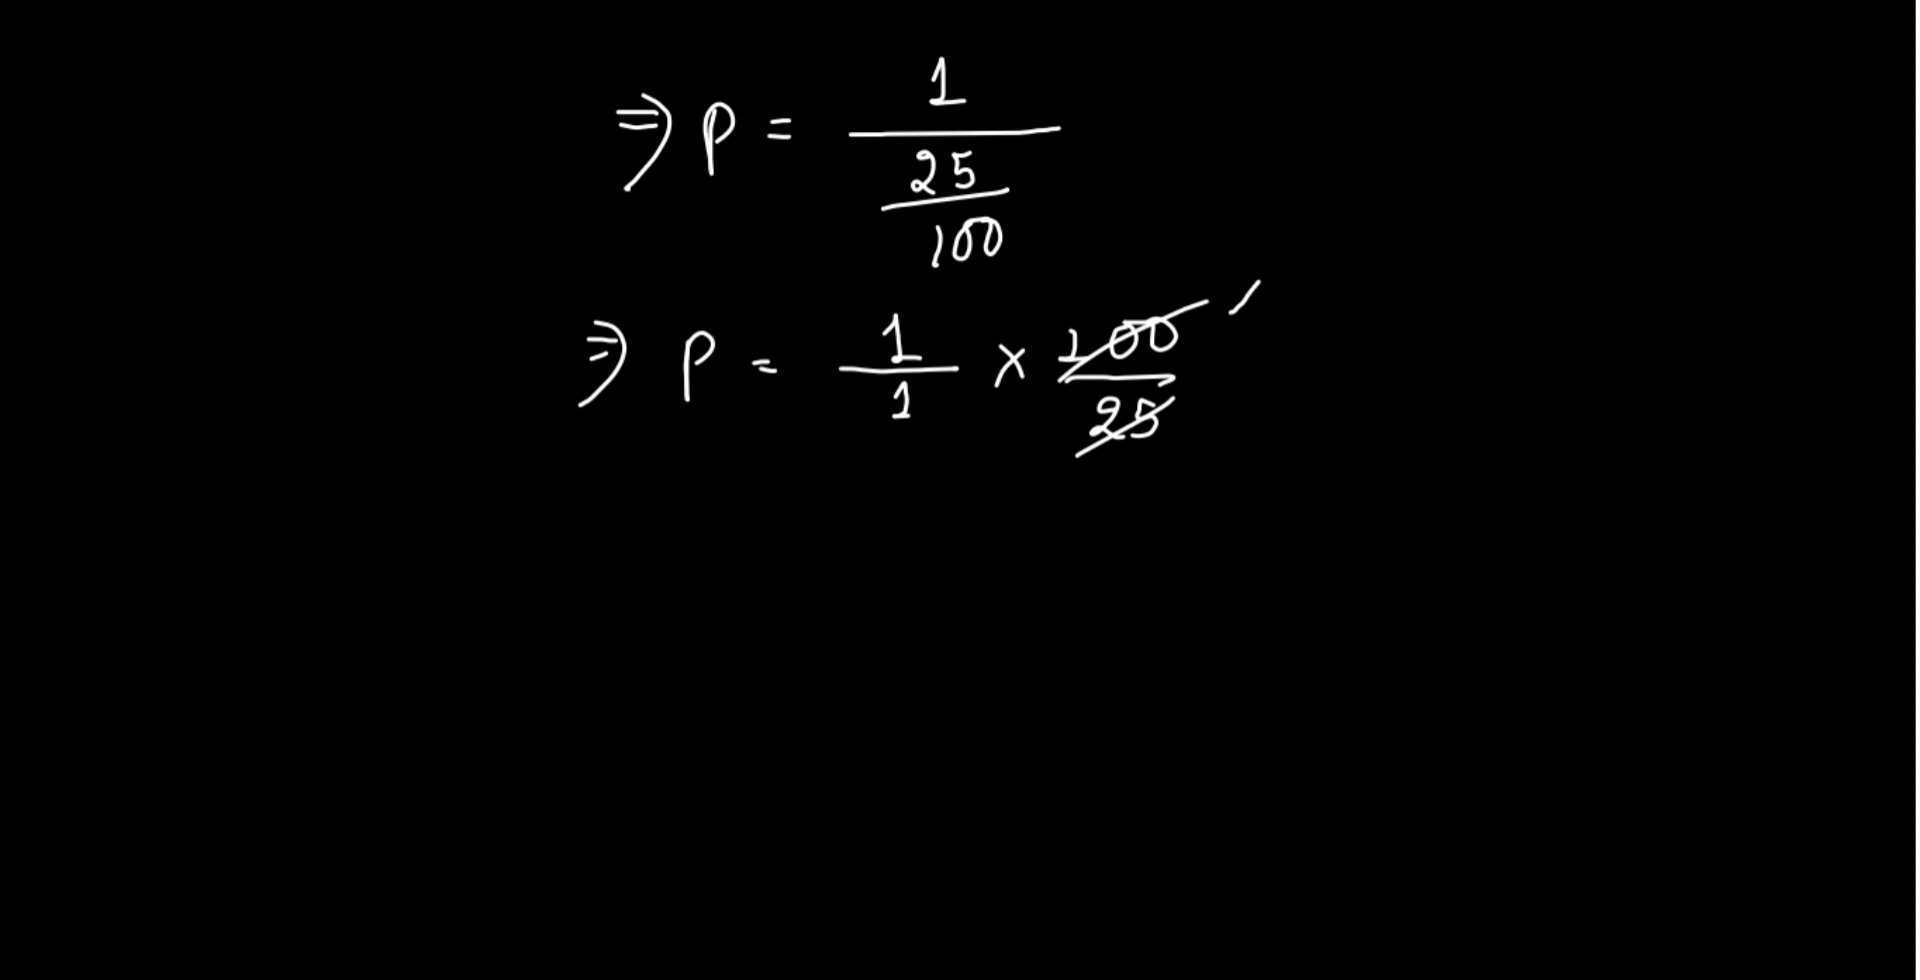 ⇒ P = 1 / (25/100)
⇒ P = 1/1 × 100/25